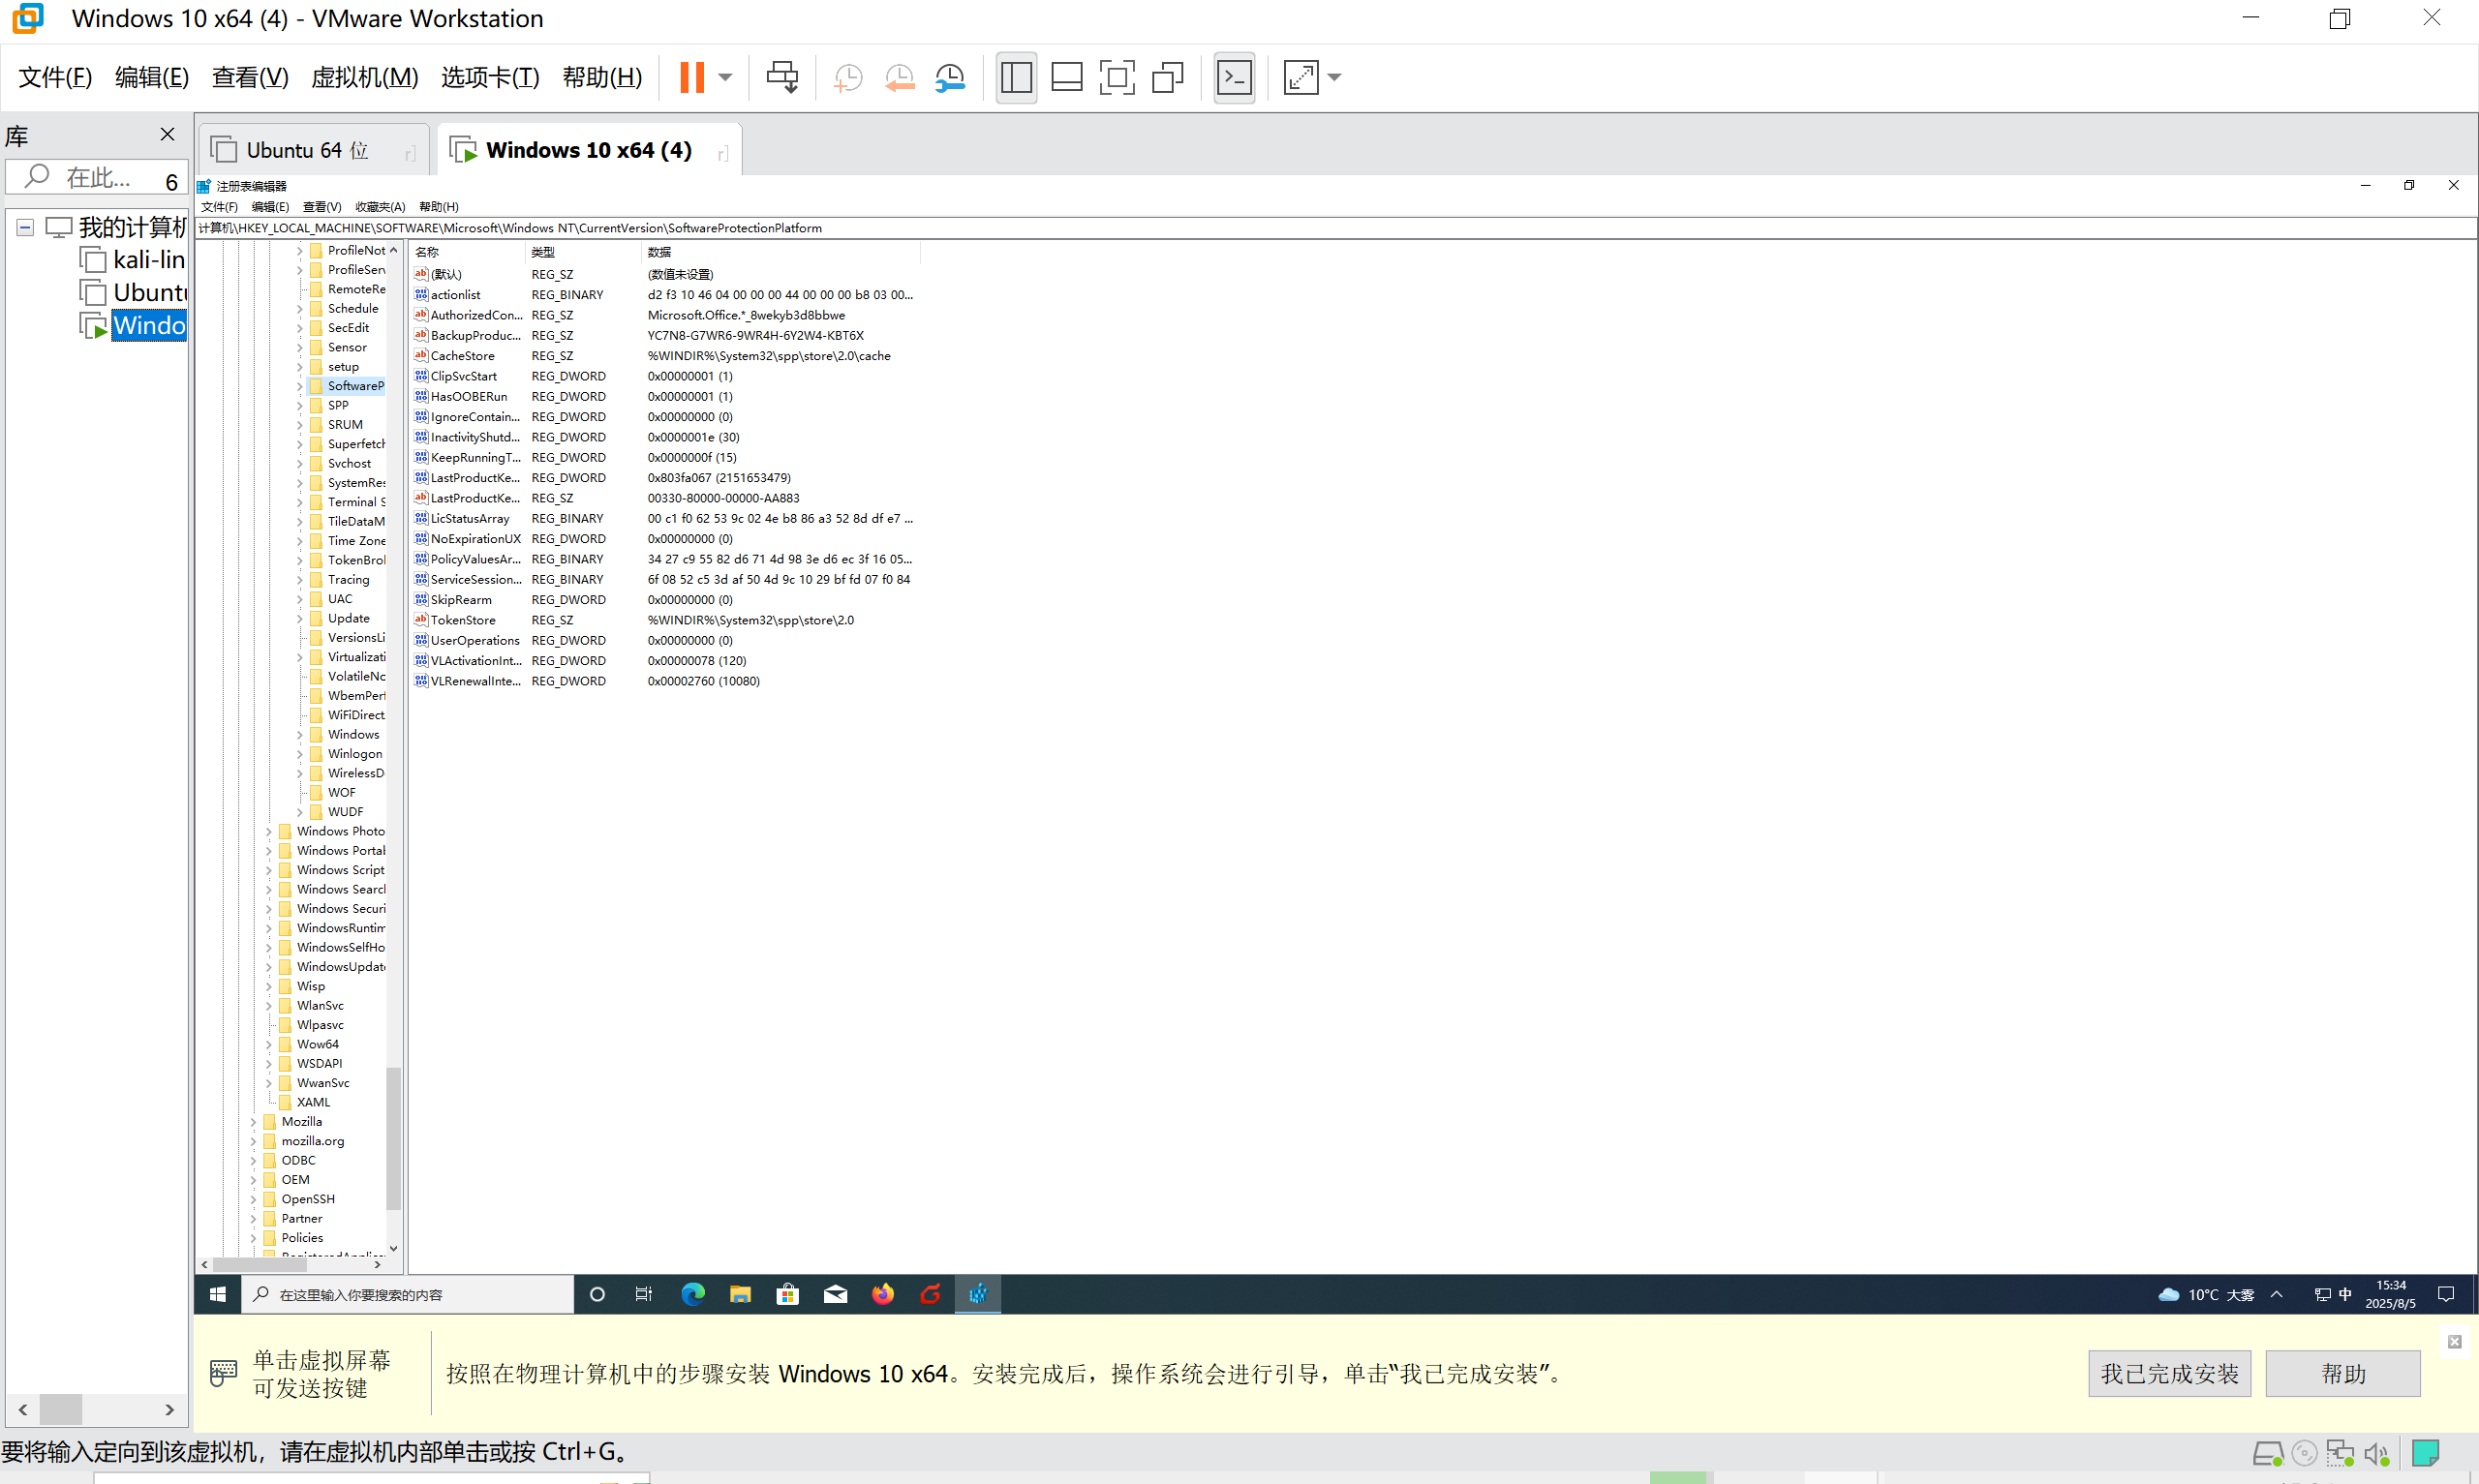 Windows 10 x64 (4) - VMware Workstation
文件(F) 编辑(E) 查看(V) 虚拟机(M) 选项卡(T) 帮助(H)
库
Ubuntu 64 位
Windows 10 x64 (4)
在此... 6
我的计算机
kali-lin
Ubuntu
Windo
注册表编辑器
文件(F) 编辑(E) 查看(V) 收藏夹(A) 帮助(H)
计算机\HKEY_LOCAL_MACHINE\SOFTWARE\Microsoft\Windows NT\CurrentVersion\SoftwareProtectionPlatform
ProfileNot
ProfileServ
RemoteRe
Schedule
SecEdit
Sensor
setup
SoftwareP
SPP
SRUM
Superfetch
Svchost
SystemRes
Terminal S
TileDataM
Time Zone
TokenBrol
Tracing
UAC
Update
VersionsLi
Virtualizati
VolatileNc
WbemPerf
WiFiDirect
Windows
Winlogon
WirelessD
WOF
WUDF
Windows Photo
Windows Portab
Windows Script
Windows Search
Windows Securi
WindowsRuntim
WindowsSelfHo
WindowsUpdate
Wisp
WlanSvc
Wlpasvc
Wow64
WSDAPI
WwanSvc
XAML
Mozilla
mozilla.org
ODBC
OEM
OpenSSH
Partner
Policies
名称 类型 数据
(默认) REG_SZ (数值未设置)
actionlist REG_BINARY d2 f3 10 46 04 00 00 00 44 00 00 00 b8 03 00...
AuthorizedCon... REG_SZ Microsoft.Office.*_8wekyb3d8bbwe
BackupProduc... REG_SZ YC7N8-G7WR6-9WR4H-6Y2W4-KBT6X
CacheStore REG_SZ %WINDIR%\System32\spp\store\2.0\cache
ClipSvcStart REG_DWORD 0x00000001 (1)
HasOOBERun REG_DWORD 0x00000001 (1)
IgnoreContain... REG_DWORD 0x00000000 (0)
InactivityShutd... REG_DWORD 0x0000001e (30)
KeepRunningT... REG_DWORD 0x0000000f (15)
LastProductKe... REG_DWORD 0x803fa067 (2151653479)
LastProductKe... REG_SZ 00330-80000-00000-AA883
LicStatusArray REG_BINARY 00 c1 f0 62 53 9c 02 4e b8 86 a3 52 8d df e7 ...
NoExpirationUX REG_DWORD 0x00000000 (0)
PolicyValuesAr... REG_BINARY 34 27 c9 55 82 d6 71 4d 98 3e d6 ec 3f 16 05...
ServiceSession... REG_BINARY 6f 08 52 c5 3d af 50 4d 9c 10 29 bf fd 07 f0 84
SkipRearm REG_DWORD 0x00000000 (0)
TokenStore REG_SZ %WINDIR%\System32\spp\store\2.0
UserOperations REG_DWORD 0x00000000 (0)
VLActivationInt... REG_DWORD 0x00000078 (120)
VLRenewalInte... REG_DWORD 0x00002760 (10080)
在这里输入你要搜索的内容
10°C 大雾 中
15:34
2025/8/5
单击虚拟屏幕
可发送按键
按照在物理计算机中的步骤安装 Windows 10 x64。安装完成后，操作系统会进行引导，单击“我已完成安装”。
我已完成安装 帮助
要将输入定向到该虚拟机，请在虚拟机内部单击或按 Ctrl+G。